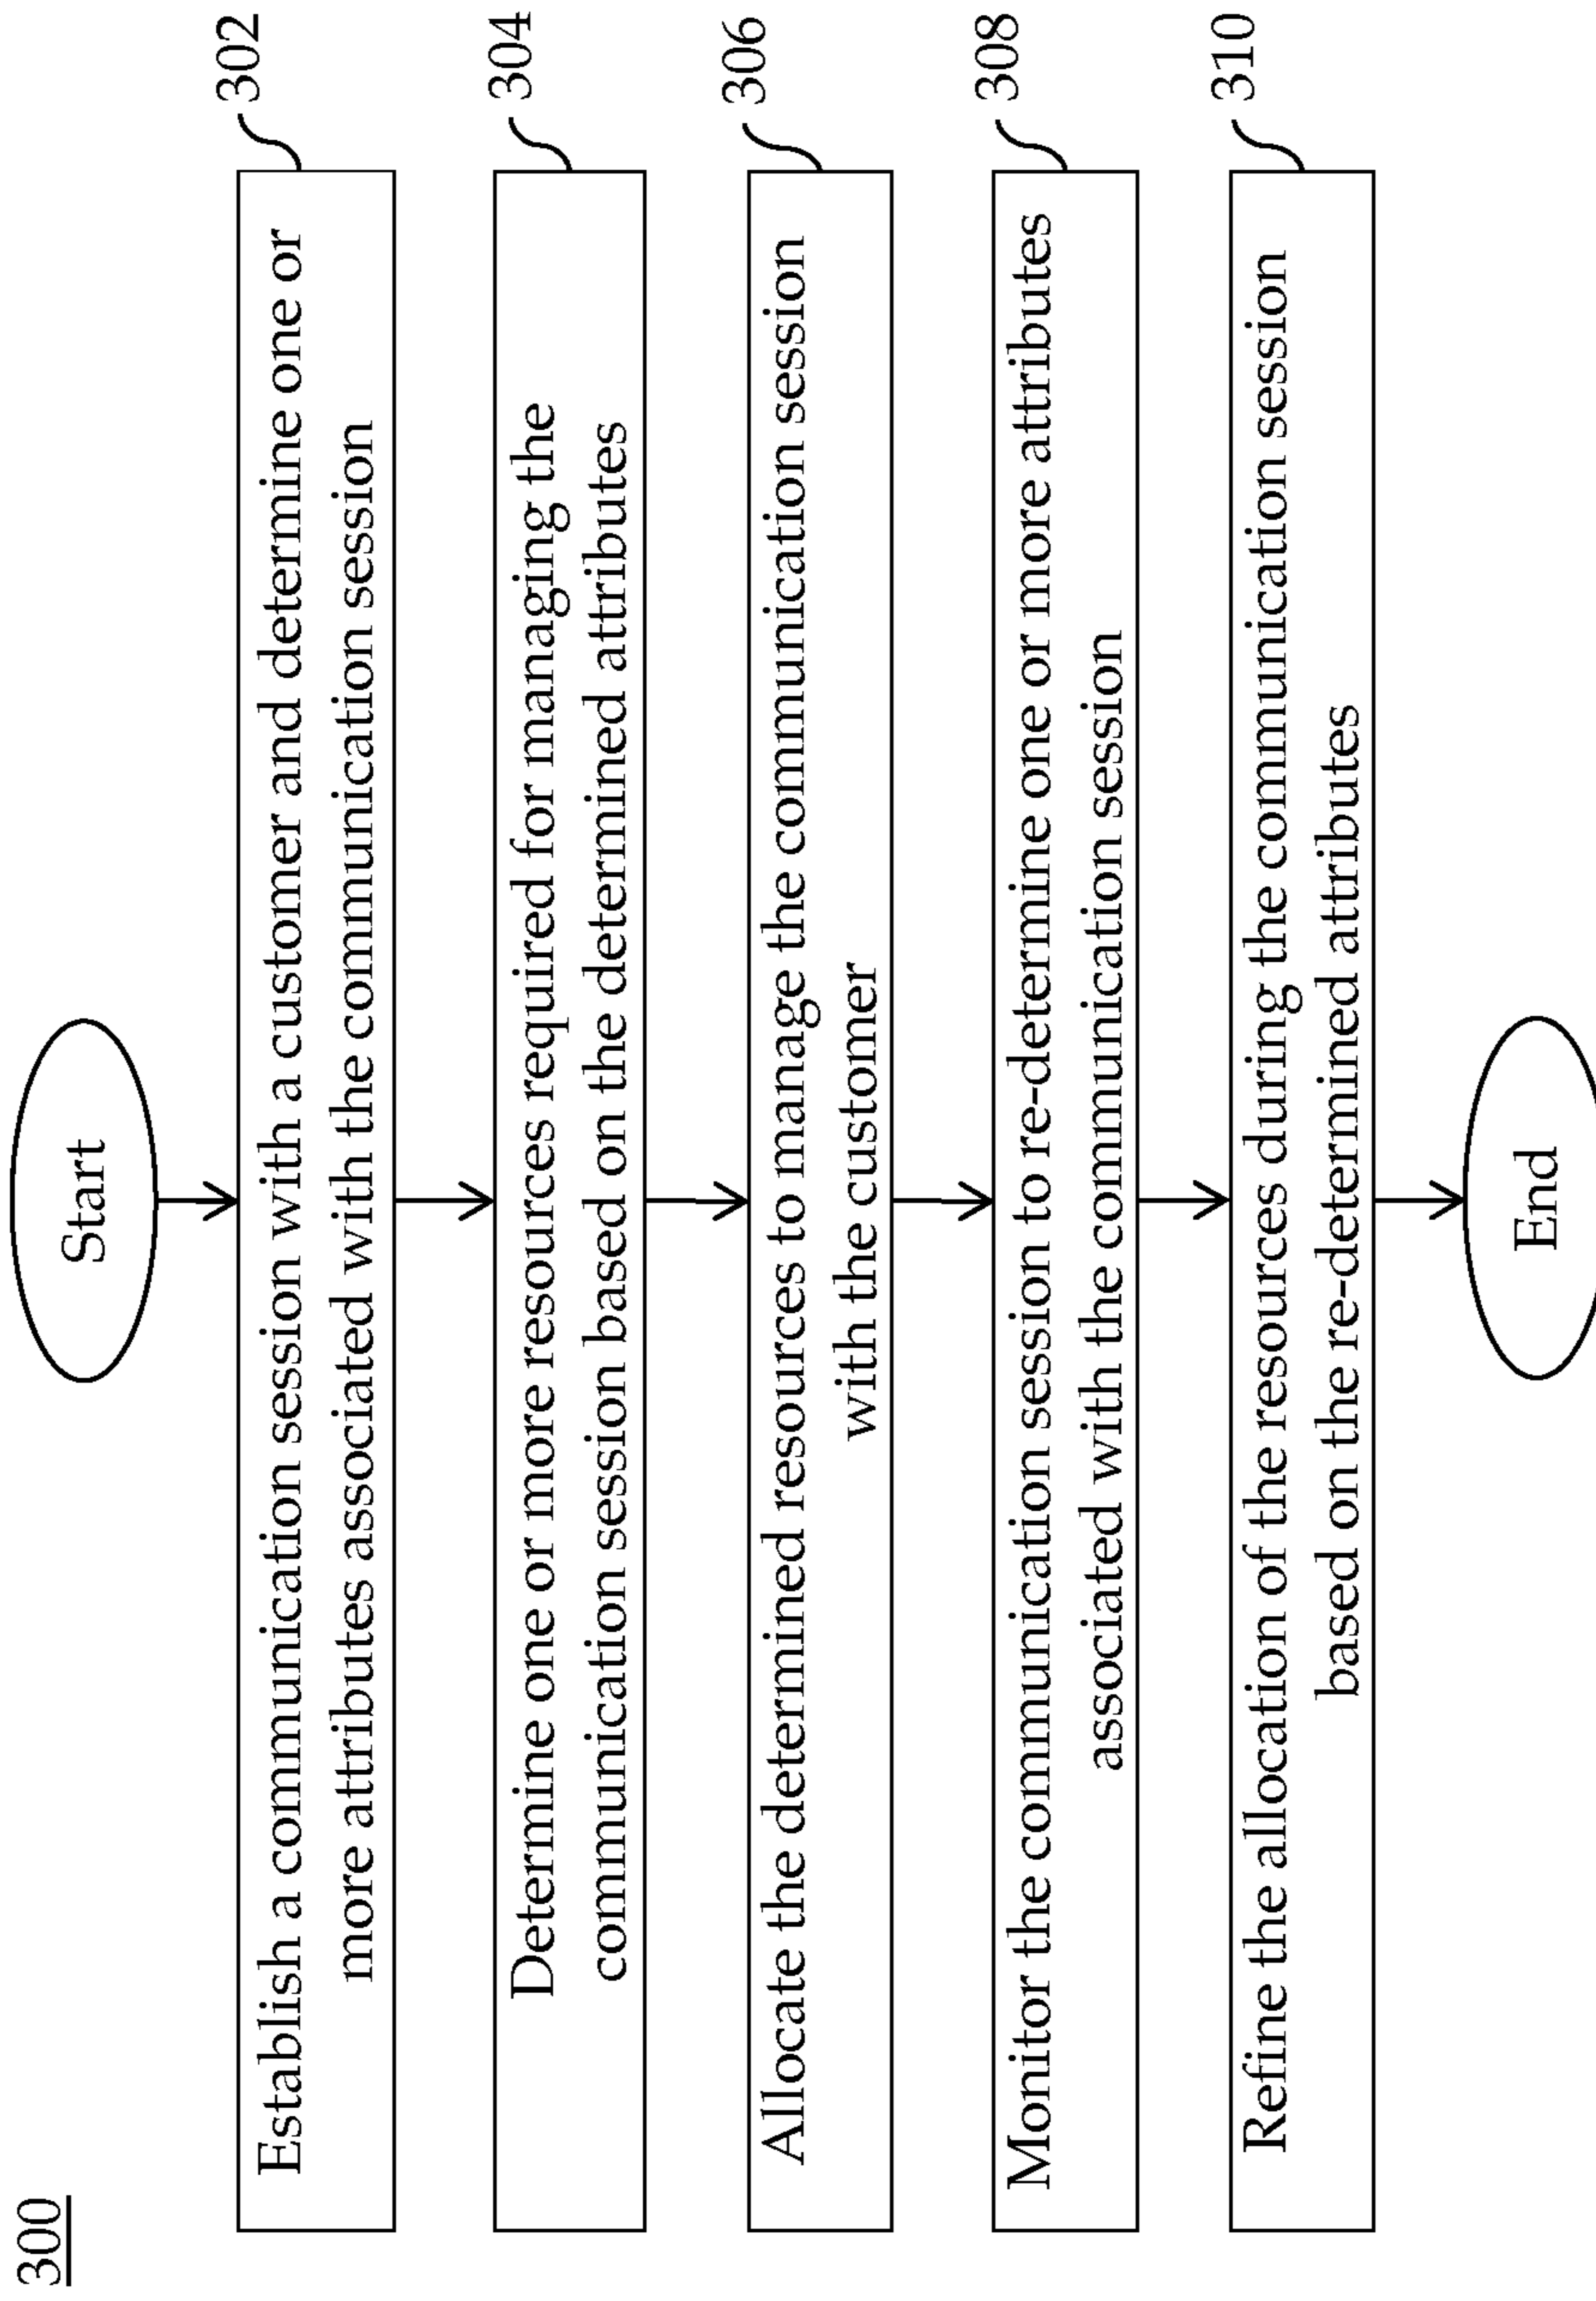 300
Start
Establish a communication session with a customer and determine one or
more attributes associated with the communication session
302
Determine one or more resources required for managing the
communication session based on the determined attributes
304
Allocate the determined resources to manage the communication session
with the customer
306
Monitor the communication session to re-determine one or more attributes
associated with the communication session
308
Refine the allocation of the resources during the communication session
based on the re-determined attributes
310
End